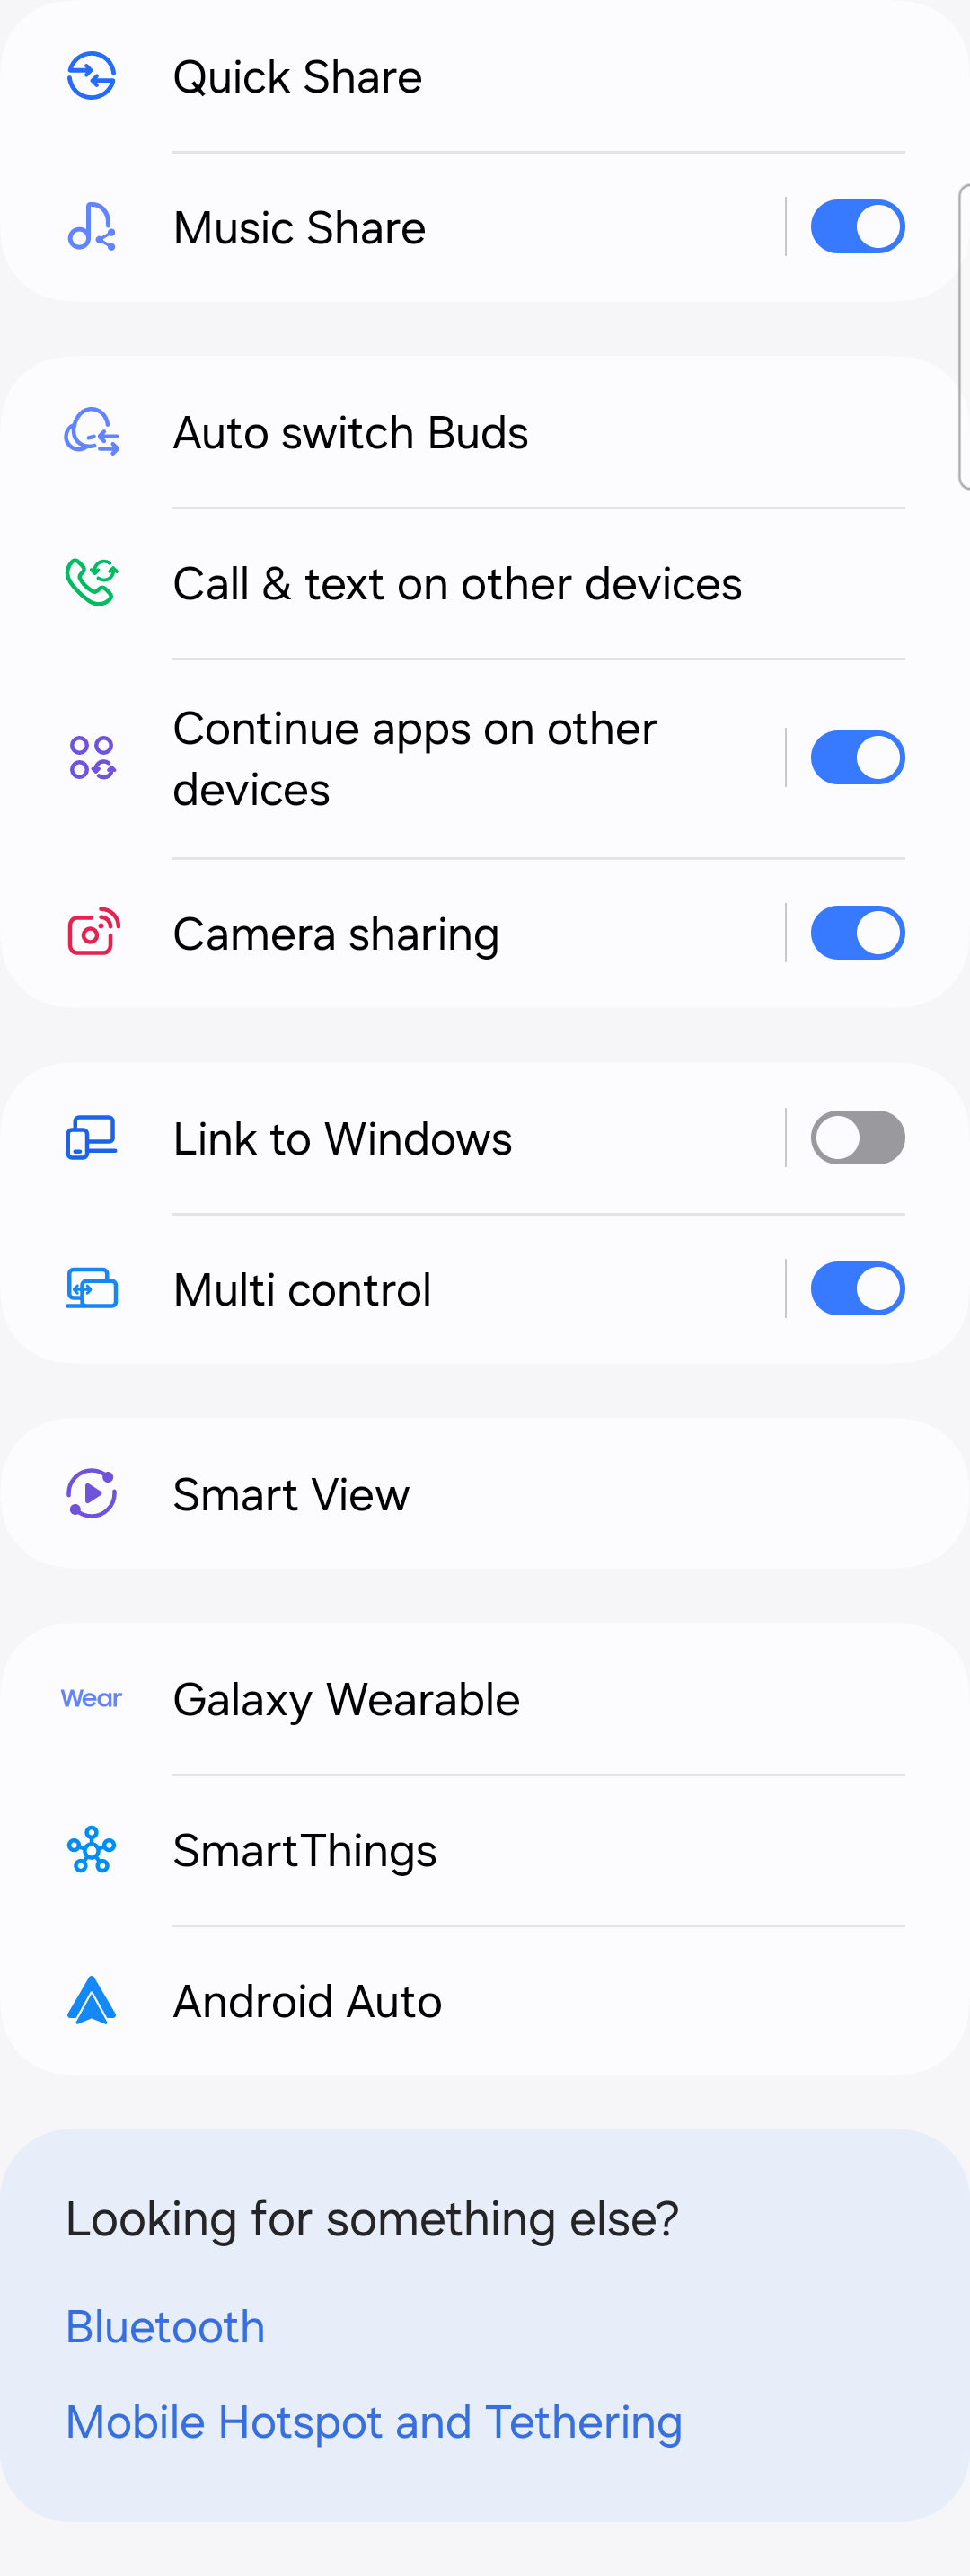 Quick Share
Music Share
Auto switch Buds
Call & text on other devices
Continue apps on other
devices
Camera sharing
Link to Windows
Multi control
Smart View
Wear
Galaxy Wearable
SmartThings
Android Auto
Looking for something else?
Bluetooth
Mobile Hotspot and Tethering